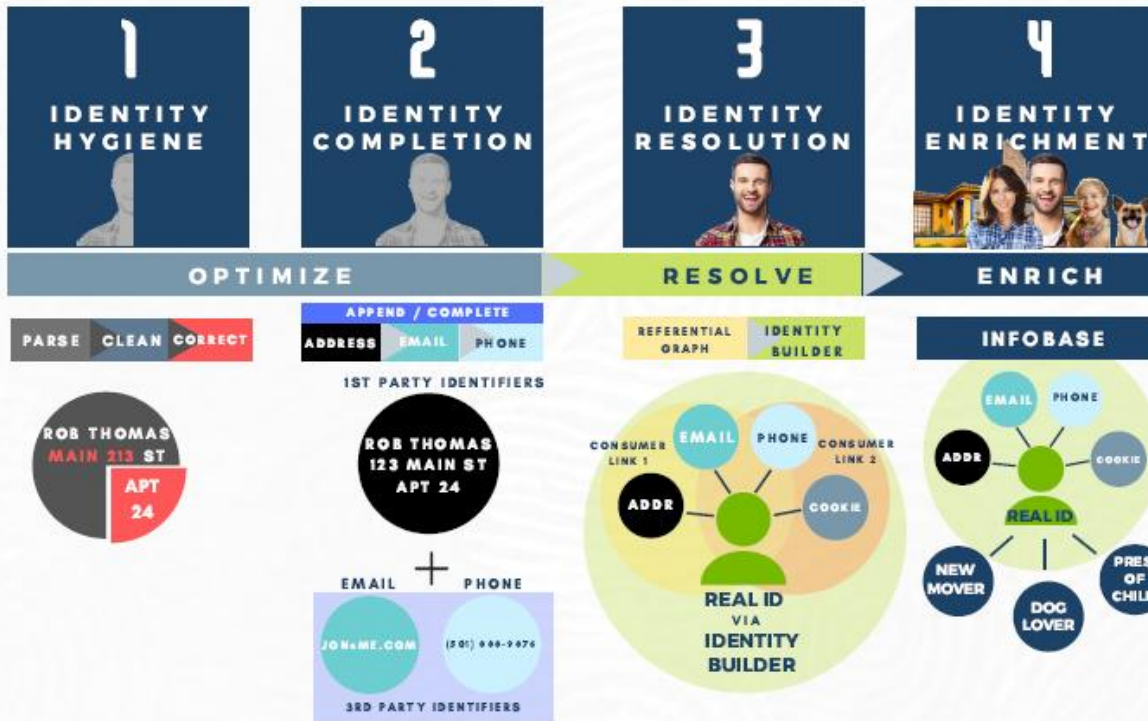 1
IDENTITY
HYGIENE
2
IDENTITY
COMPLETION
3
IDENTITY
RESOLUTION
4
IDENTITY
ENRICHMENT
OPTIMIZE
RESOLVE
ENRICH
PARSE
CLEAN
CORRECT
ROB THOMAS
MAIN 213 ST
APT
24
APPEND / COMPLETE
ADDRESS
EMAIL
PHONE
1ST PARTY IDENTIFIERS
ROB THOMAS
123 MAIN ST
APT 24
+
EMAIL
PHONE
3RD PARTY IDENTIFIERS
REFERENTIAL
GRAPH
IDENTITY
BUILDER
CONSUMER
LINK 1
EMAIL
PHONE
CONSUMER
LINK 2
ADDR
COOKIE
REAL ID
VIA
IDENTITY
BUILDER
INFOBASE
EMAIL
PHONE
ADDR
COOKIE
REAL ID
NEW
MOVER
DOG
LOVER
PRES
OF
CHIL